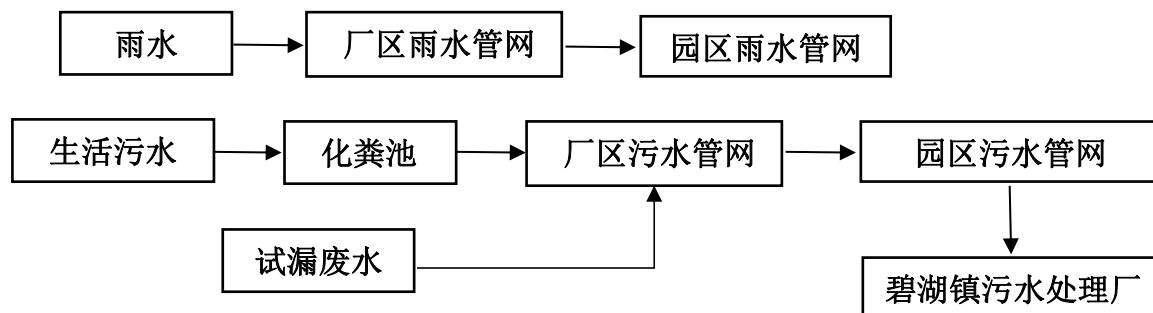 雨水
厂区雨水管网
园区雨水管网
生活污水
化粪池
厂区污水管网
园区污水管网
试漏废水
碧湖镇污水处理厂